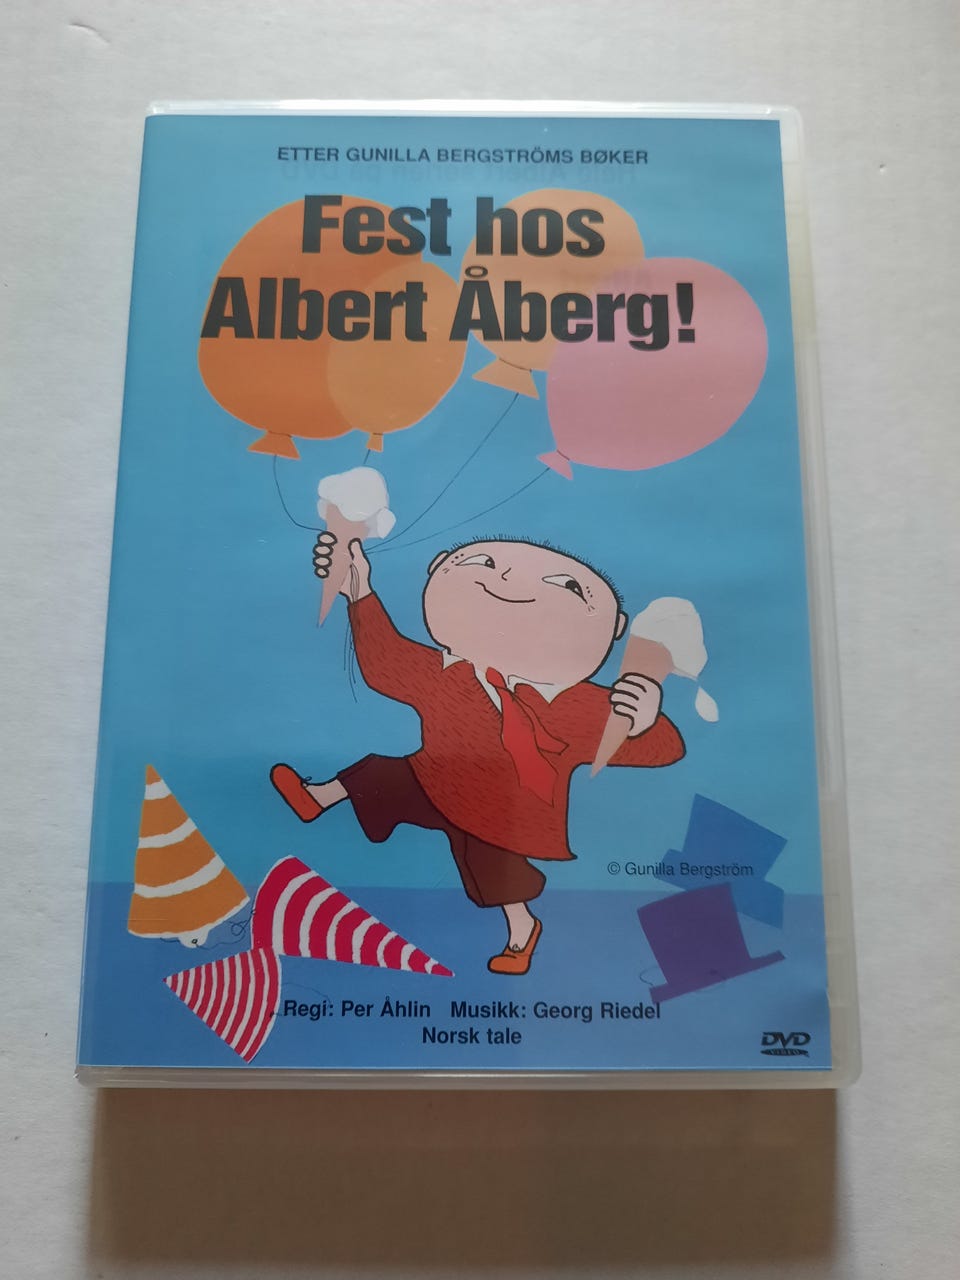 ETTER GUNILLA BERGSTRÖMS BØKER
Fest hos
Albert Åberg!
© Gunilla Bergström
Regi: Per Åhlin Musikk: Georg Riedel
Norsk tale
DVD
VIDEO